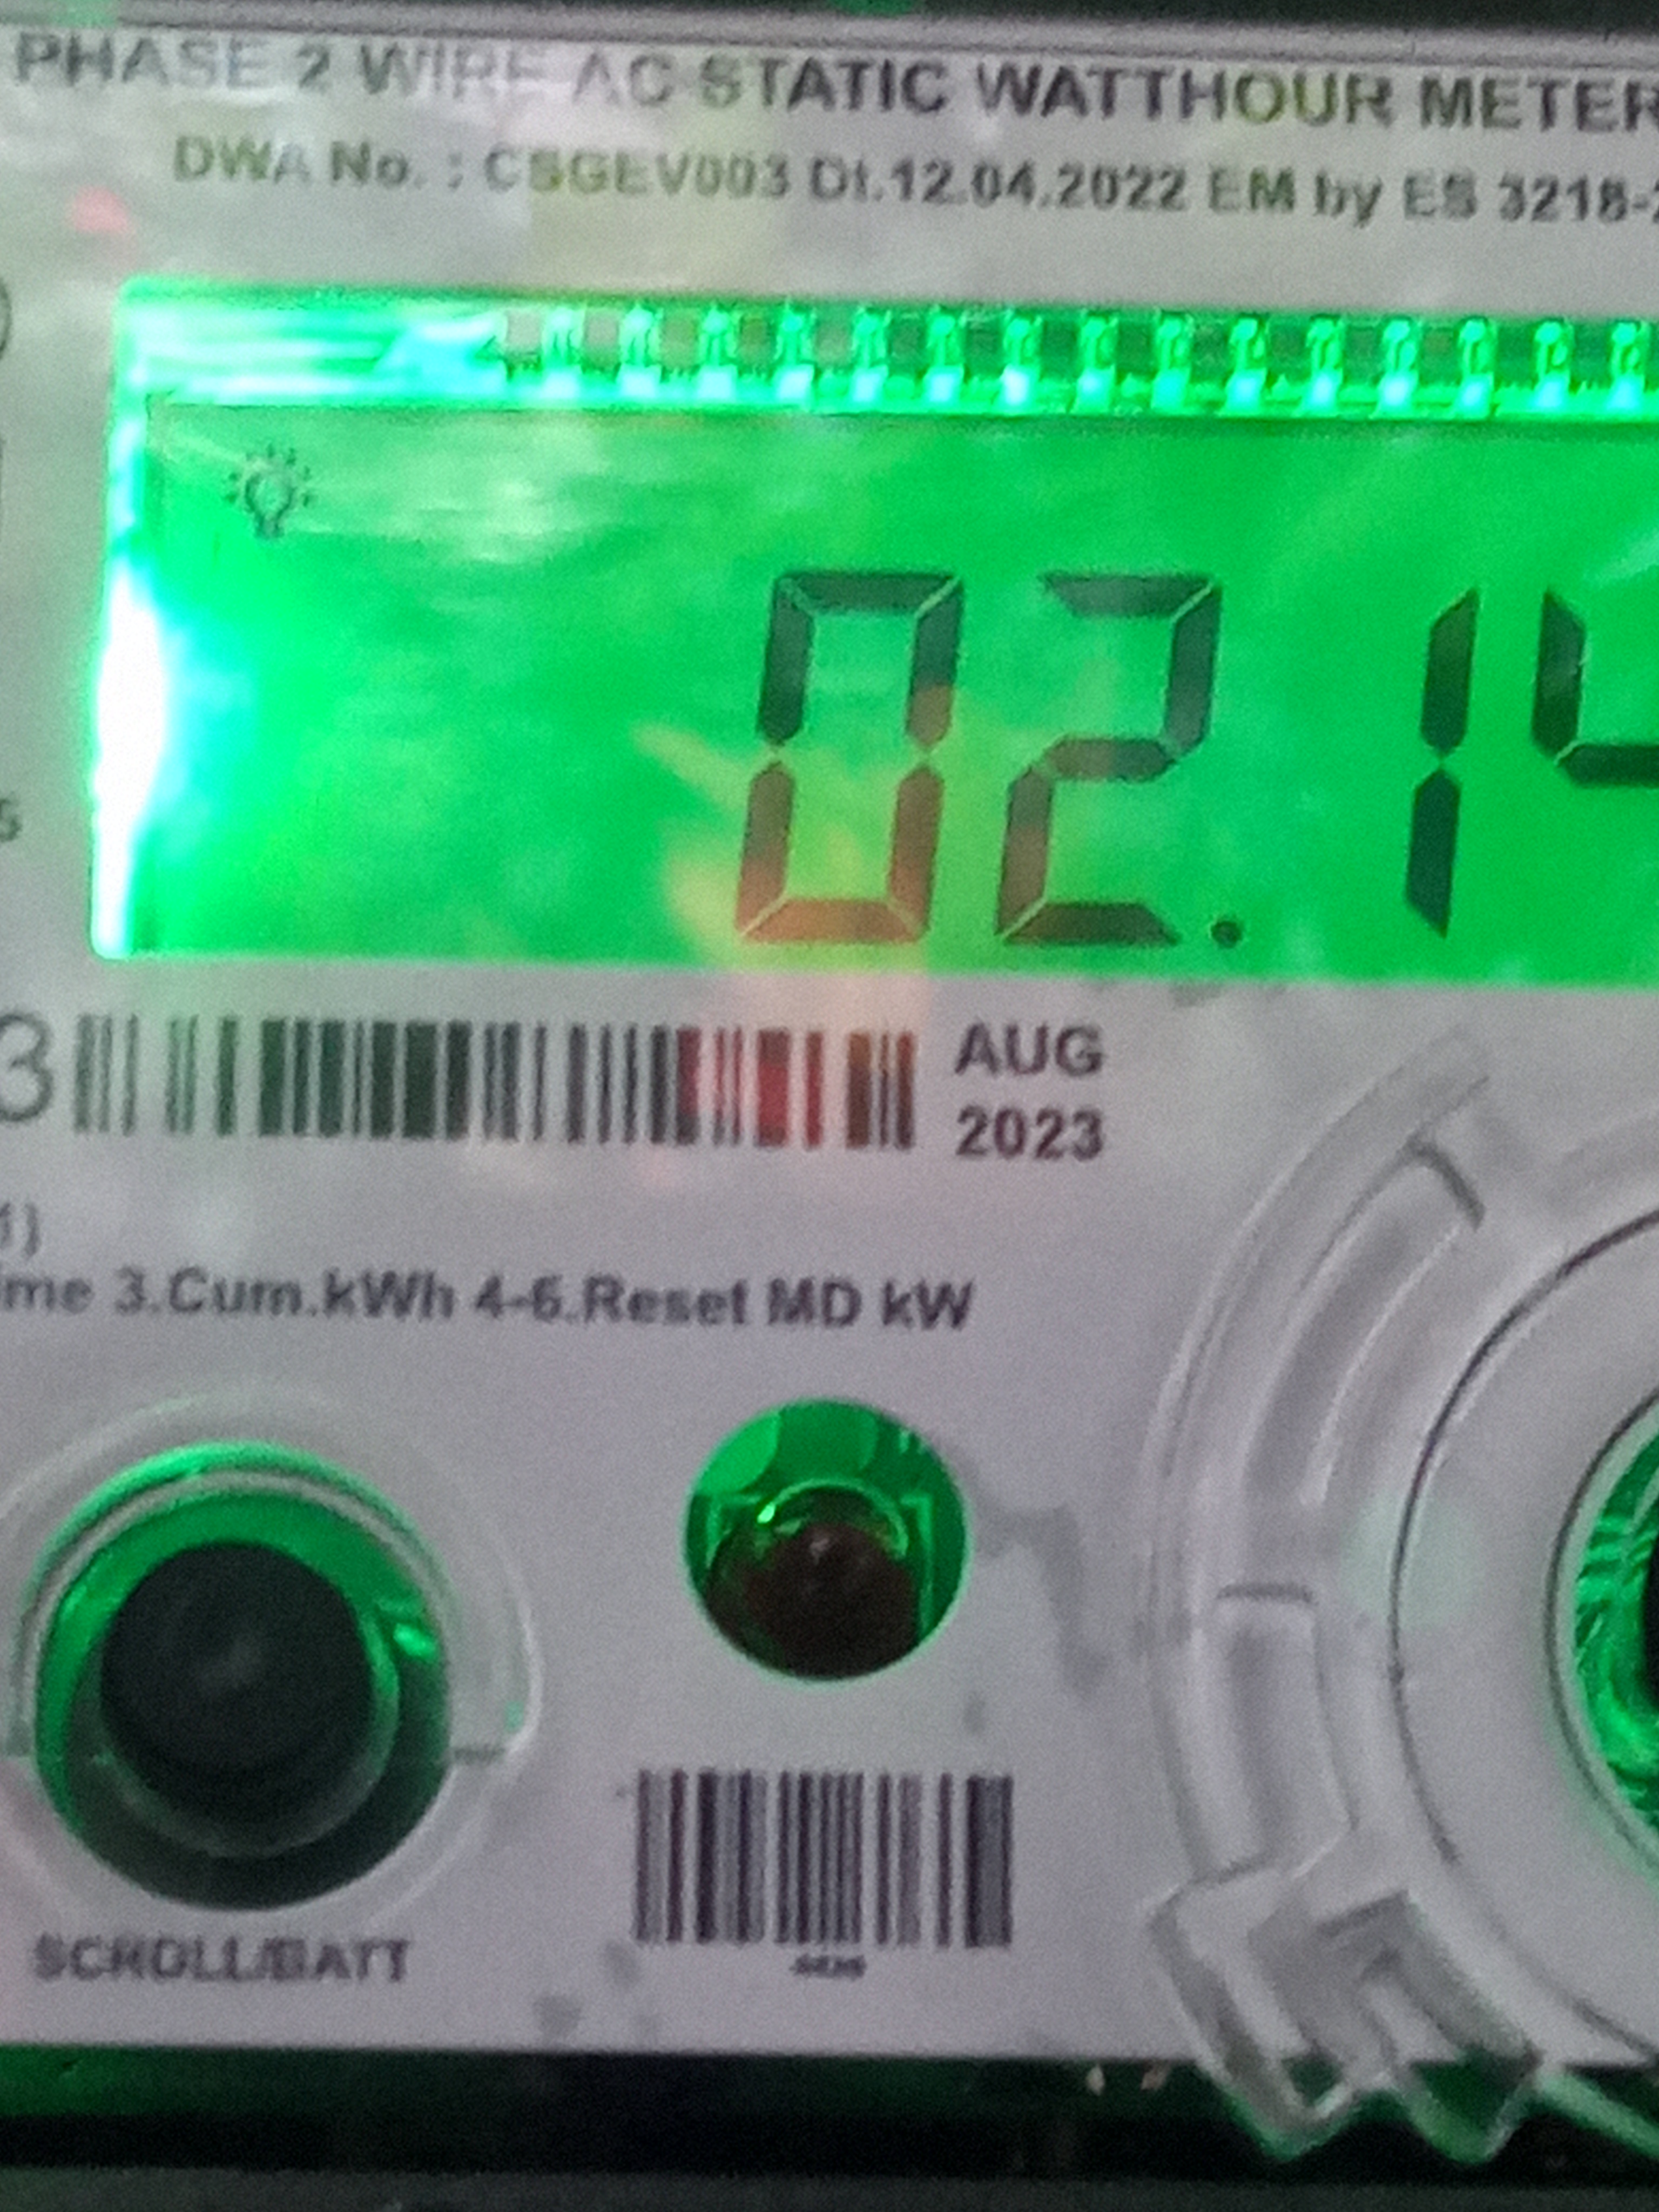 PHASE 2 WIRE AC STATIC WATTHOUR METER
DWA No. : CSGEV003 Dt.12.04.2022 EM by ES 3218-
02.14
3
AUG
2023
1)
ime 3.Cum.kWh 4-6.Reset MD kW
SCROLL/BATT